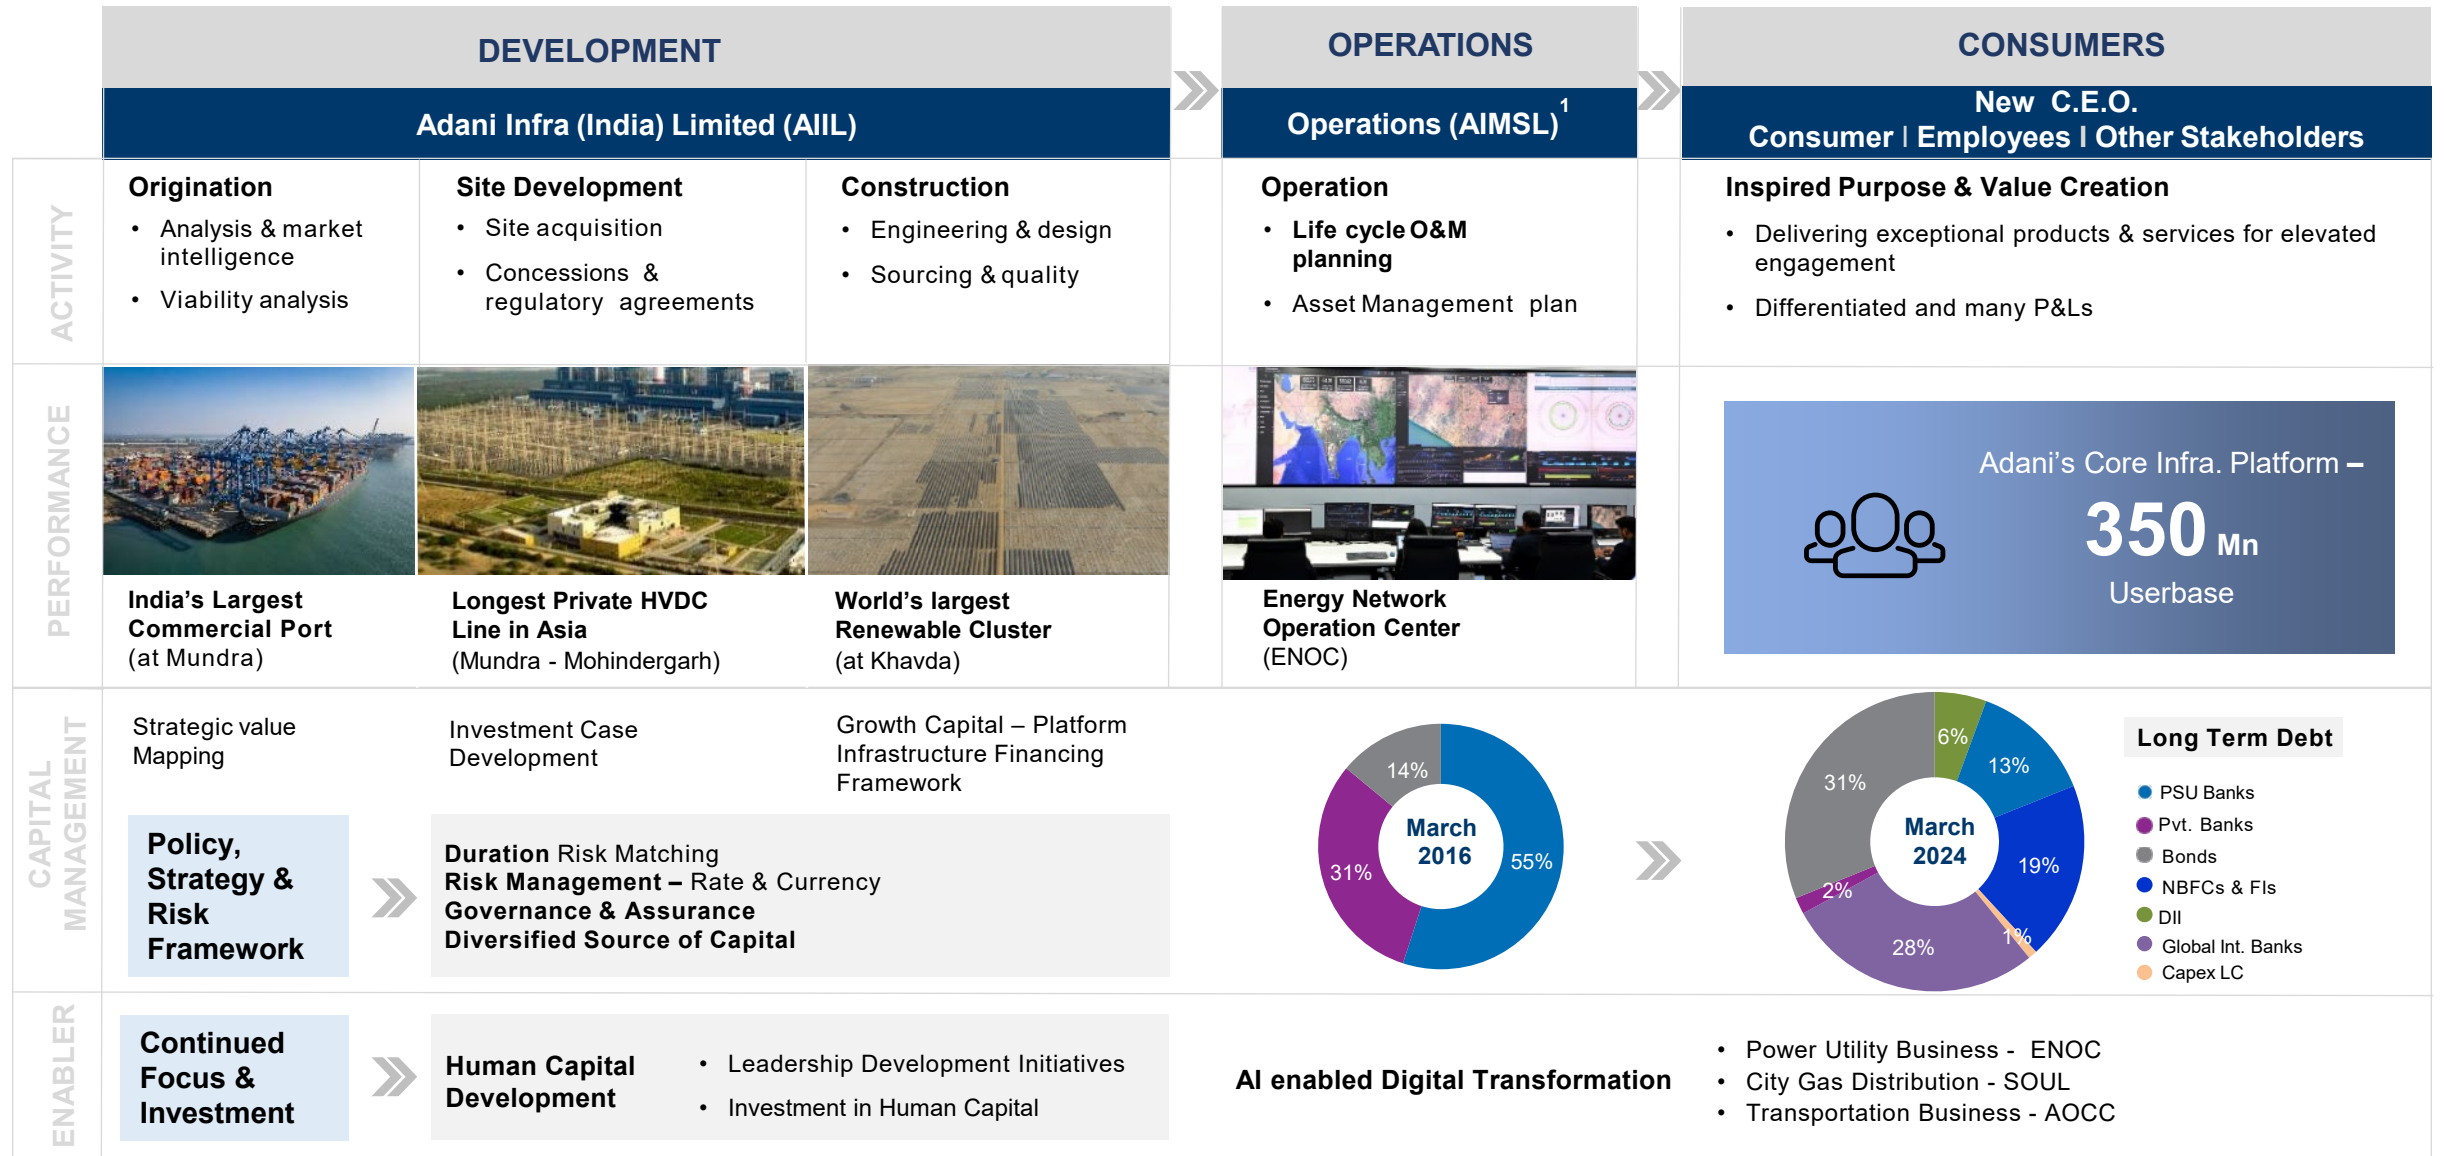 DEVELOPMENT
OPERATIONS
CONSUMERS
Adani Infra (India) Limited (AIIL)
Operations (AIMSL)1
New C.E.O.
Consumer I Employees I Other Stakeholders
ACTIVITY
Origination
• Analysis & market
intelligence
• Viability analysis
Site Development
• Site acquisition
• Concessions &
regulatory agreements
Construction
• Engineering & design
• Sourcing & quality
Operation
• Life cycle O&M
planning
• Asset Management plan
Inspired Purpose & Value Creation
• Delivering exceptional products & services for elevated
engagement
• Differentiated and many P&Ls
PERFORMANCE
India's Largest
Commercial Port
(at Mundra)
Longest Private HVDC
Line in Asia
(Mundra - Mohindergarh)
World's largest
Renewable Cluster
(at Khavda)
Energy Network
Operation Center
(ENOC)
Adani's Core Infra. Platform –
350 Mn
Userbase
CAPITAL
MANAGEMENT
Strategic value
Mapping
Investment Case
Development
Growth Capital – Platform
Infrastructure Financing
Framework
Policy,
Strategy &
Risk
Framework
Duration Risk Matching
Risk Management – Rate & Currency
Governance & Assurance
Diversified Source of Capital
14%
31%
55%
March
2016
6%
13%
31%
19%
2%
1%
28%
March
2024
Long Term Debt
PSU Banks
Pvt. Banks
Bonds
NBFCs & FIs
DII
Global Int. Banks
Capex LC
ENABLER
Continued
Focus &
Investment
Human Capital
Development
• Leadership Development Initiatives
• Investment in Human Capital
AI enabled Digital Transformation
• Power Utility Business - ENOC
• City Gas Distribution - SOUL
• Transportation Business - AOCC